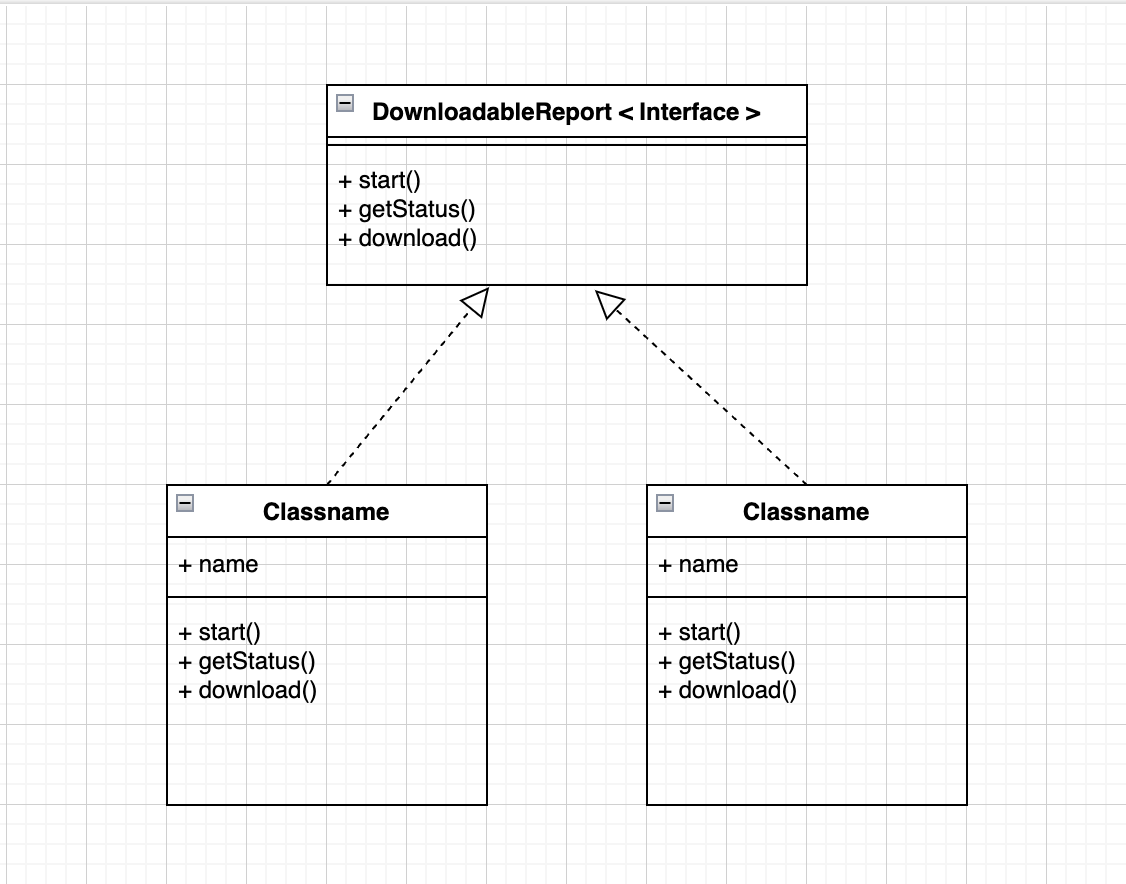 DownloadableReport < Interface >
+ start()
+ getStatus()
+ download()
Classname
+ name
+ start()
+ getStatus()
+ download()
Classname
+ name
+ start()
+ getStatus()
+ download()